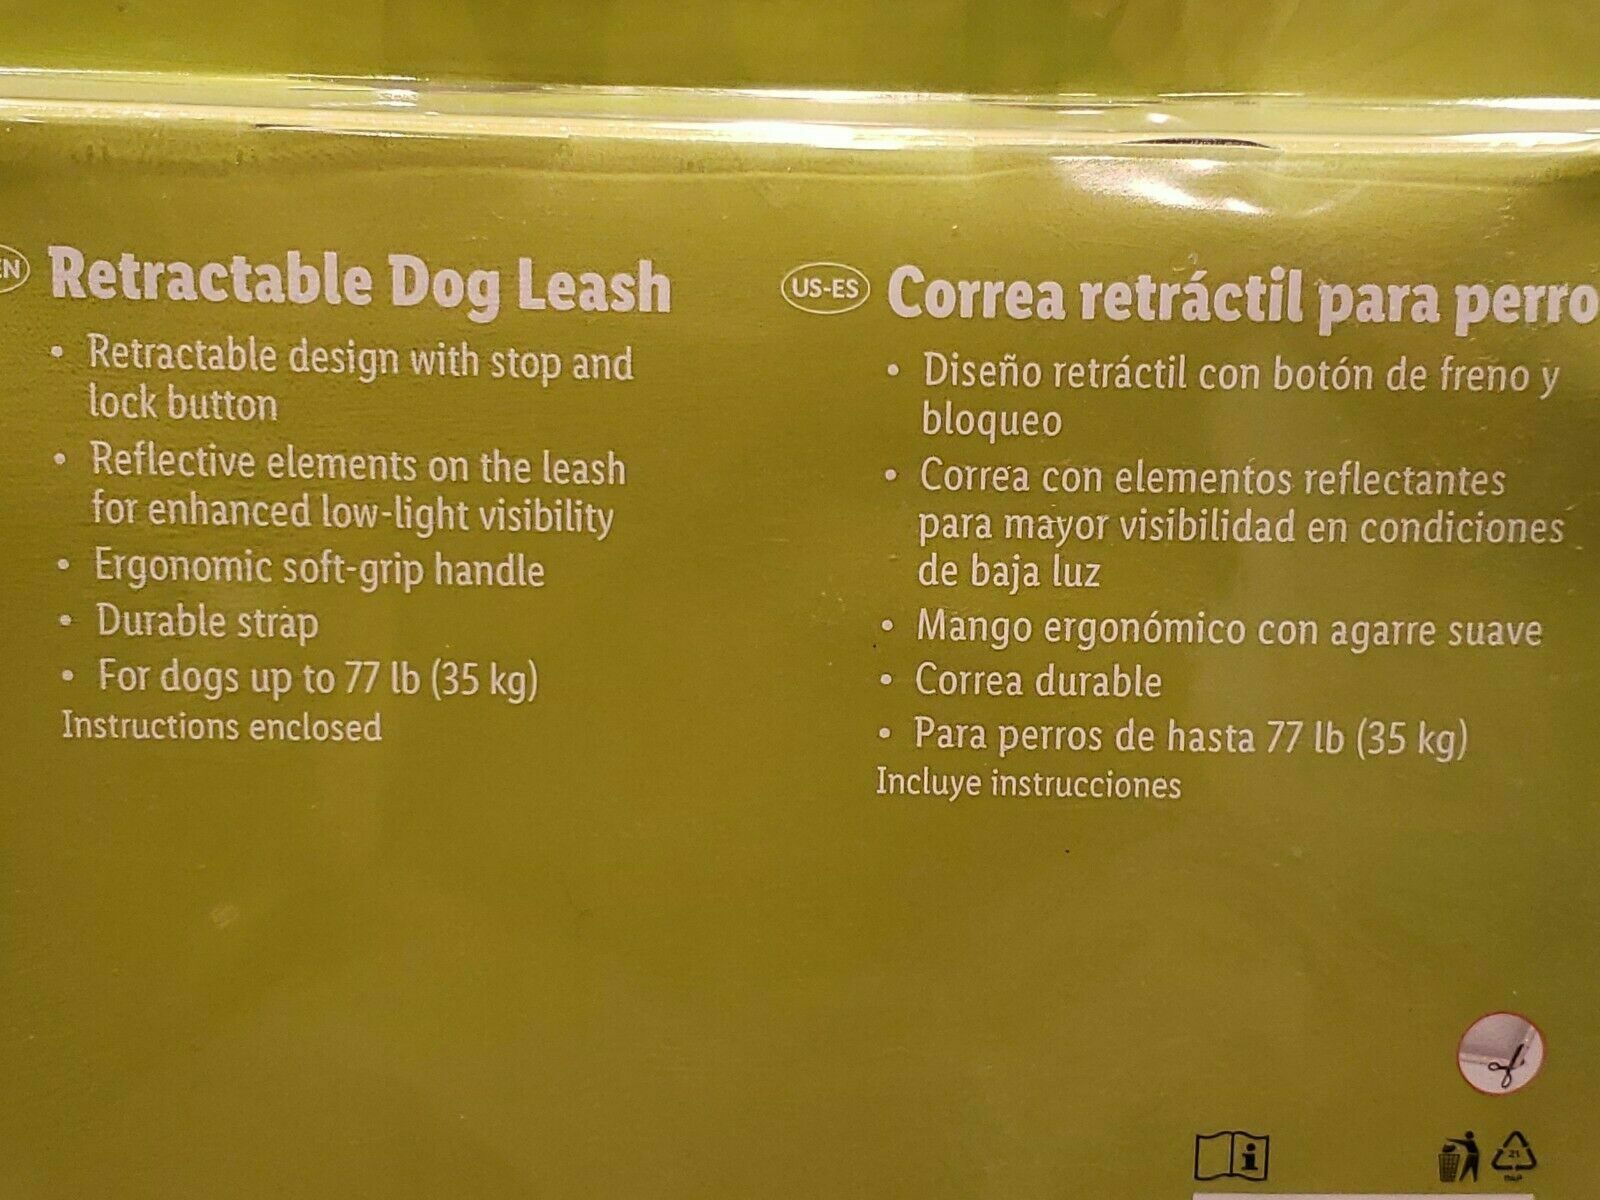 EN Retractable Dog Leash
• Retractable design with stop and
lock button
• Reflective elements on the leash
for enhanced low-light visibility
• Ergonomic soft-grip handle
• Durable strap
• For dogs up to 77 lb (35 kg)
Instructions enclosed
US-ES Correa retráctil para perro
• Diseño retráctil con botón de freno y
bloqueo
• Correa con elementos reflectantes
para mayor visibilidad en condiciones
de baja luz
• Mango ergonómico con agarre suave
• Correa durable
• Para perros de hasta 77 lb (35 kg)
Incluye instrucciones
i
21
PAP